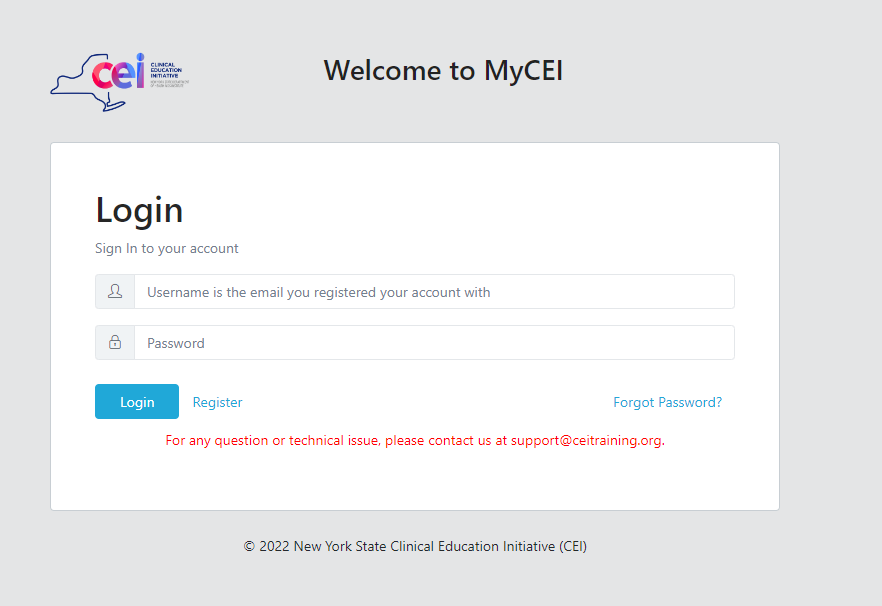 cei
CLINICAL
EDUCATION
INITIATIVE
Welcome to MyCEI
Login
Sign In to your account
Username is the email you registered your account with
Password
Login Register Forgot Password?
For any question or technical issue, please contact us at support@ceitraining.org.
© 2022 New York State Clinical Education Initiative (CEI)